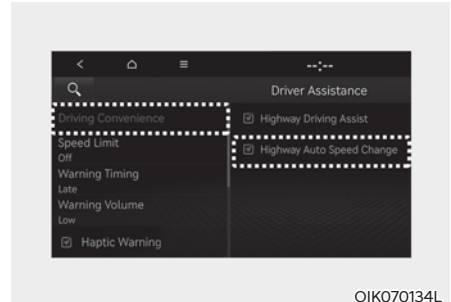 --:--
Driver Assistance
Driving Convenience
Speed Limit
Off
Warning Timing
Late
Warning Volume
Low
Haptic Warning
Highway Driving Assist
Highway Auto Speed Change
OIK070134L